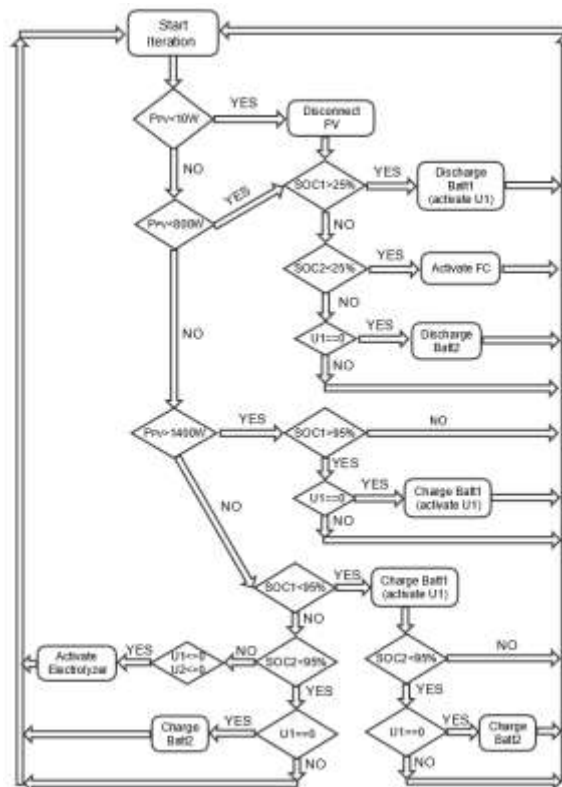 Start
Iteration
PPV<10W
YES
Disconnect
PV
NO
PPV<800W
YES
SOC1>25%
YES
Discharge
Batt1
(activate U1)
NO
SOC2<25%
YES
Activate FC
NO
NO
U1==0
YES
Discharge
Batt2
NO
PPV>1400W
YES
SOC1>95%
NO
YES
U1==0
YES
Charge Batt1
(activate U1)
NO
NO
SOC1<95%
YES
Charge Batt1
(activate U1)
NO
Activate
Electrolyzer
YES
U1<=0
U2<=0
NO
SOC2<95%
SOC2<95%
NO
YES
YES
Charge
Batt2
YES
U1==0
U1==0
YES
Charge
Batt2
NO
NO